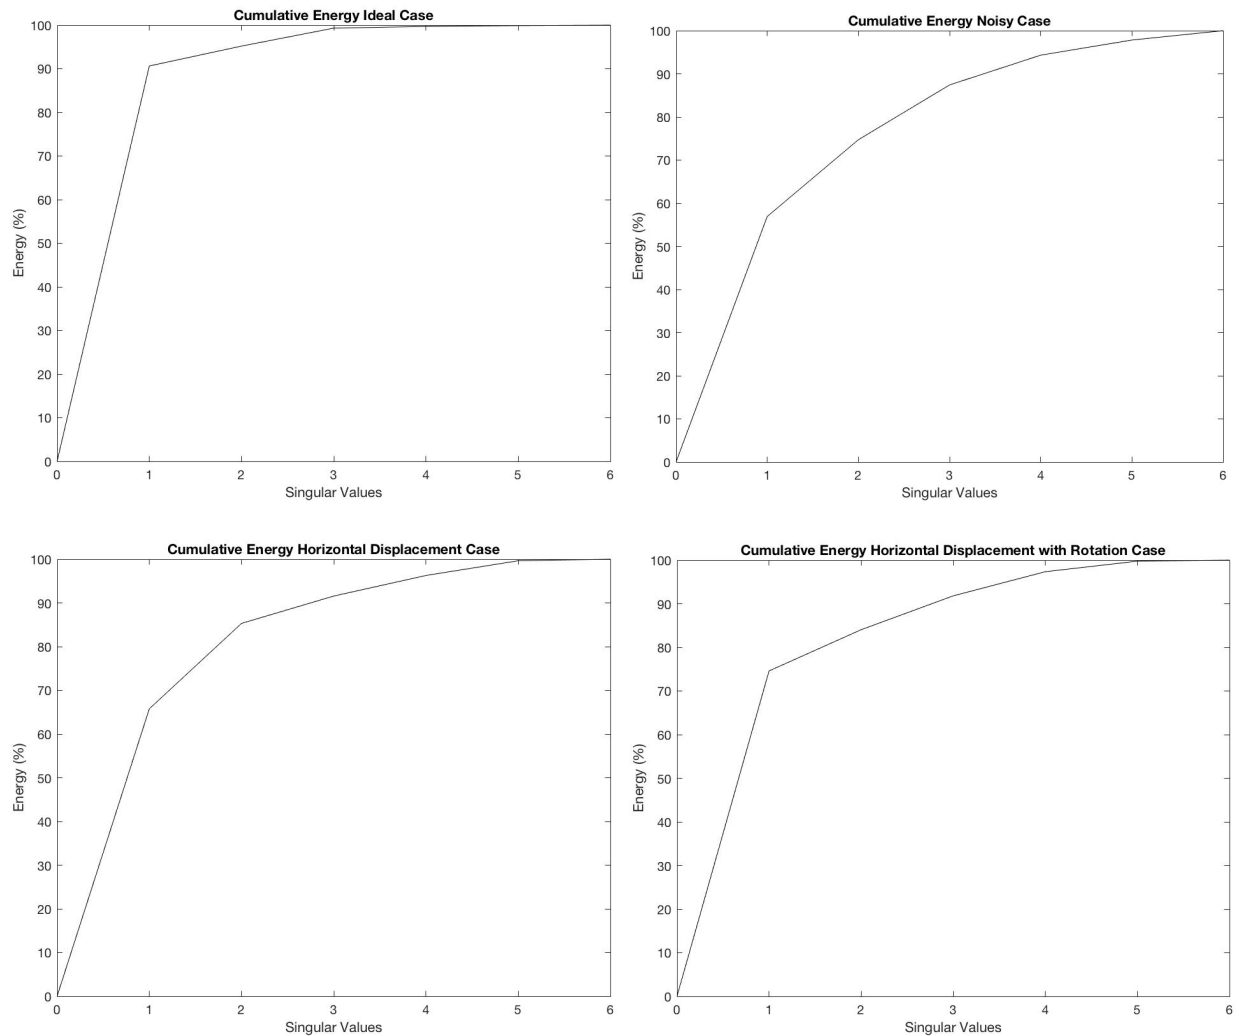 Cumulative Energy Ideal Case
100
90
80
70
60
50
40
30
20
10
0
Energy (%)
0 1 2 3 4 5 6
Singular Values
Cumulative Energy Noisy Case
100
90
80
70
60
50
40
30
20
10
0
Energy (%)
0 1 2 3 4 5 6
Singular Values
Cumulative Energy Horizontal Displacement Case
100
90
80
70
60
50
40
30
20
10
0
Energy (%)
0 1 2 3 4 5 6
Singular Values
Cumulative Energy Horizontal Displacement with Rotation Case
100
90
80
70
60
50
40
30
20
10
0
Energy (%)
0 1 2 3 4 5 6
Singular Values